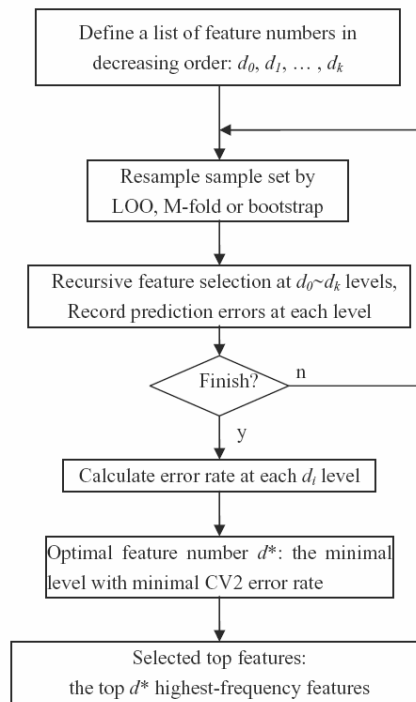 Define a list of feature numbers in
decreasing order: d0, d1, … , dk
Resample sample set by
LOO, M-fold or bootstrap
Recursive feature selection at d0~dk levels,
Record prediction errors at each level
Finish?
n
y
Calculate error rate at each di level
Optimal feature number d*: the minimal
level with minimal CV2 error rate
Selected top features:
the top d* highest-frequency features